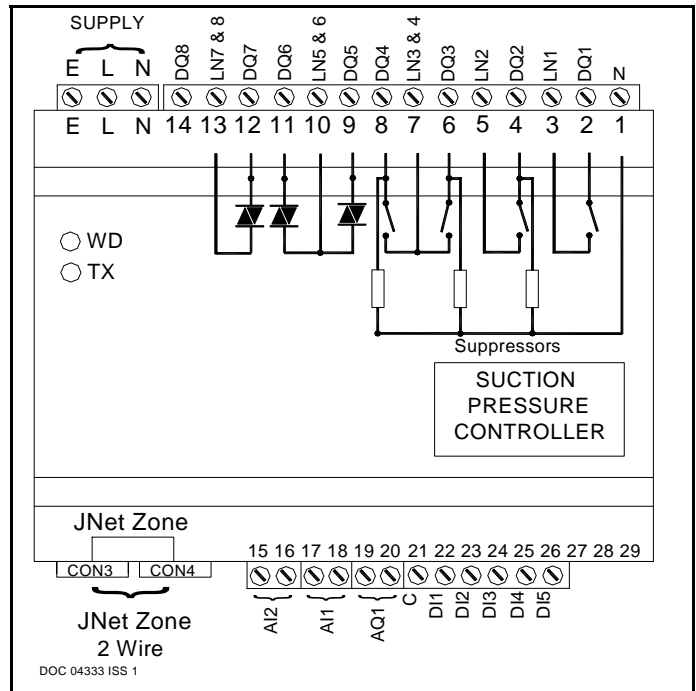 SUPPLY
E L N DQ8 LN7 & 8 DQ7 DQ6 LN5 & 6 DQ5 DQ4 LN3 & 4 DQ3 LN2 DQ2 LN1 DQ1 N
E L N 14 13 12 11 10 9 8 7 6 5 4 3 2 1
WD
TX
Suppressors
SUCTION
PRESSURE
CONTROLLER
JNet Zone
CON3 CON4
15 16 17 18 19 20 21 22 23 24 25 26 27 28 29
AI2 AI1 AQ1 C DI1 DI2 DI3 DI4 DI5
JNet Zone
2 Wire
DOC 04333 ISS 1